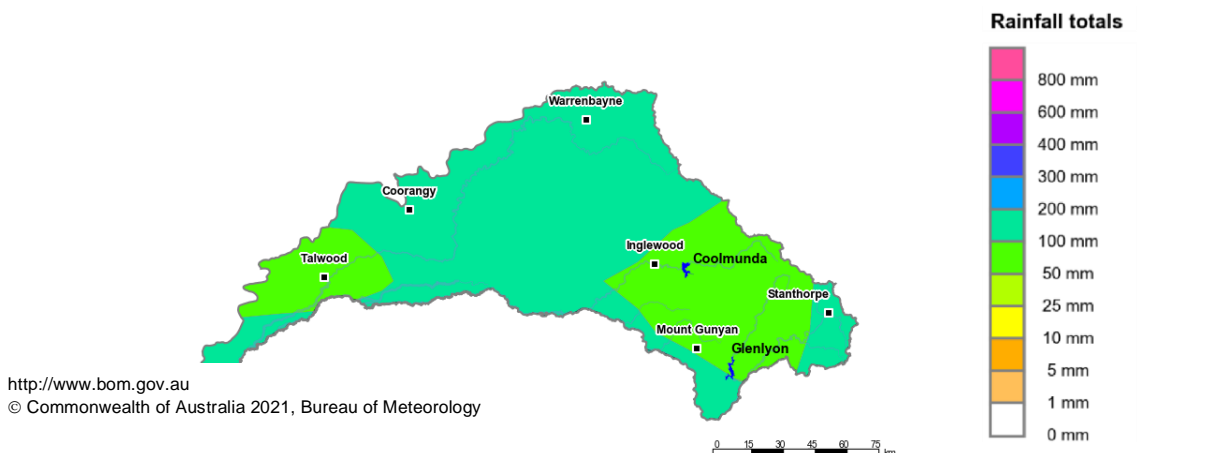 Rainfall totals
800 mm
600 mm
400 mm
300 mm
200 mm
100 mm
50 mm
25 mm
10 mm
5 mm
1 mm
0 mm
Warrenbayne
Coorangy
Talwood
Inglewood
Coolmunda
Stanthorpe
Mount Gunyan
Glenlyon
http://www.bom.gov.au
© Commonwealth of Australia 2021, Bureau of Meteorology
0 15 30 45 60 75
km